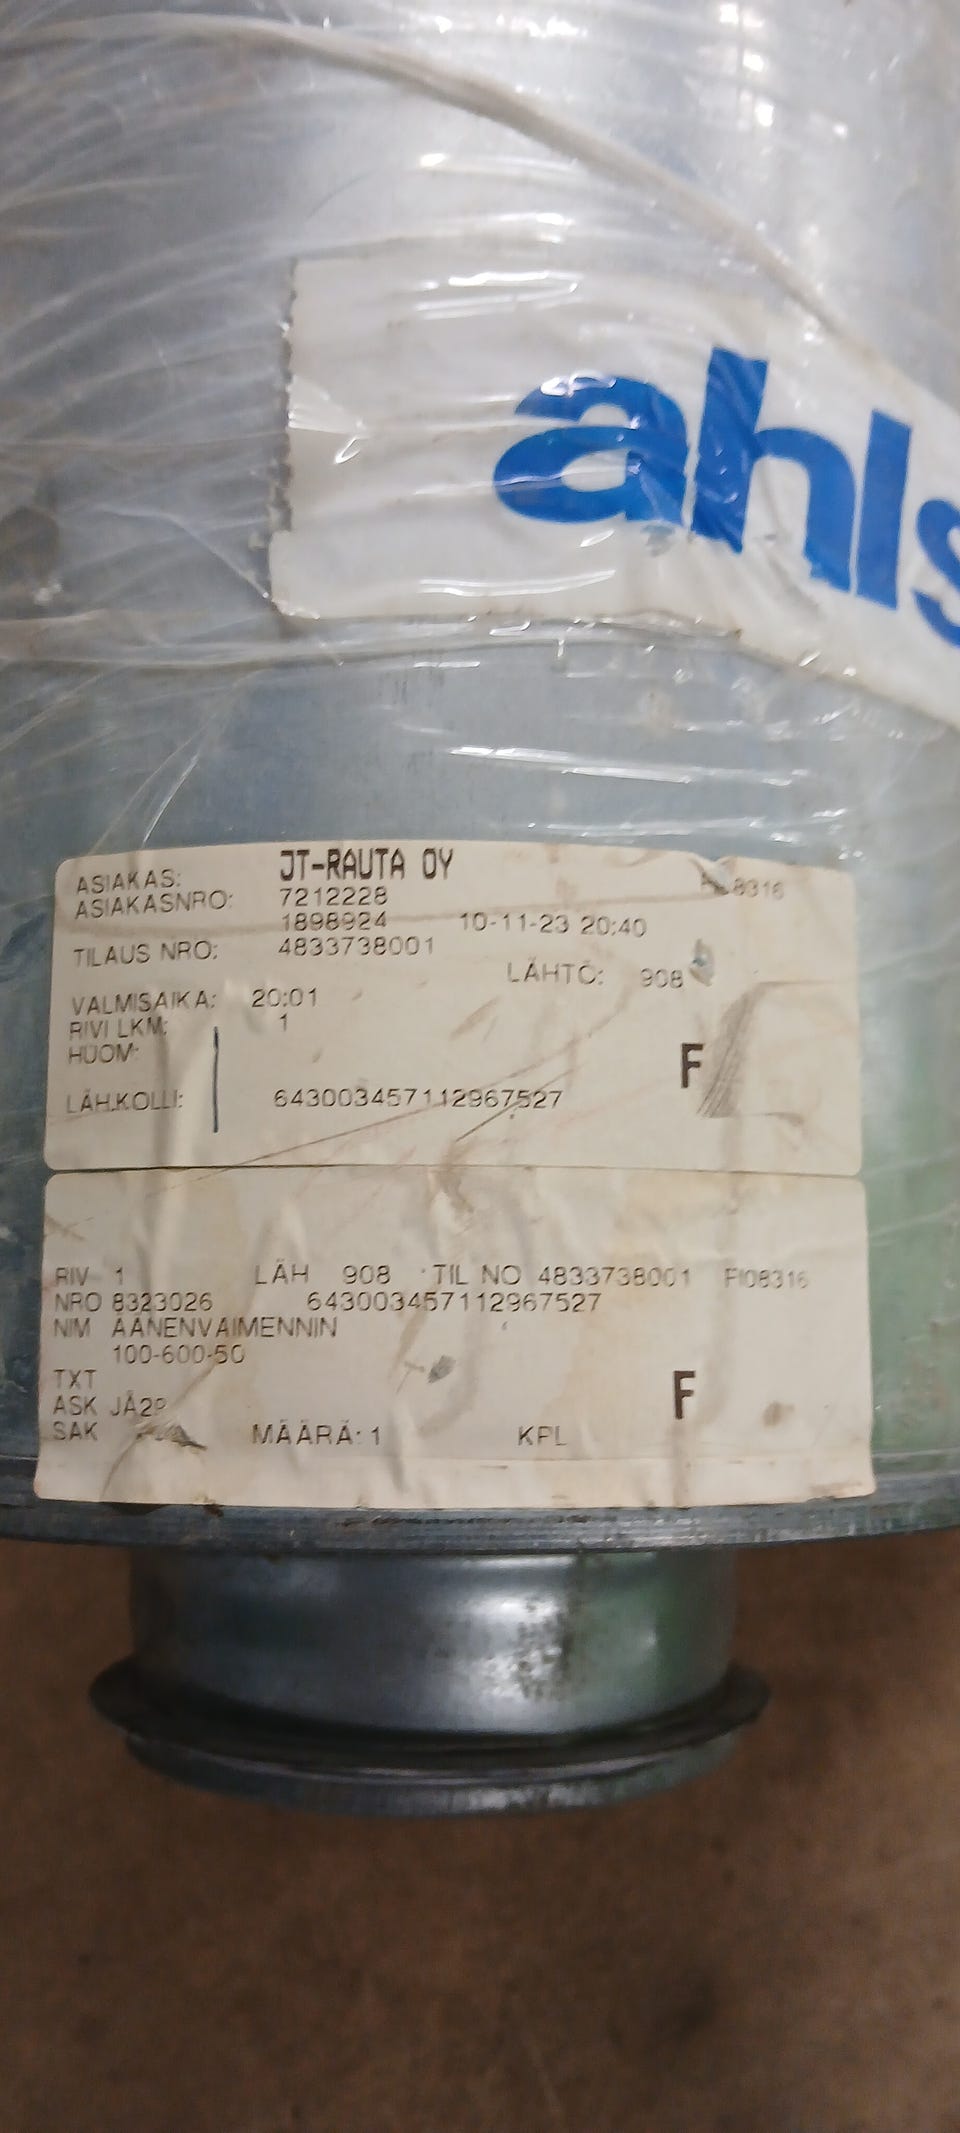 ahls
ASIAKAS: JT-RAUTA OY
ASIAKASNRO: 7212228 8316
1898924 10-11-23 20:40
TILAUS NRO: 4833738001
LÄHTÖ: 908
VALMISAIKA: 20:01
RIVI LKM: 1
HUOM:
F
LÄH.KOLLI: 643003457112967527
RIV 1 LÄH 908 TIL NO 4833738001 FI08316
NRO 8323026 643003457112967527
NIM ÄÄNENVAIMENNIN
100-600-50
TXT
F
ASK
SAK MÄÄRÄ: 1 KPL